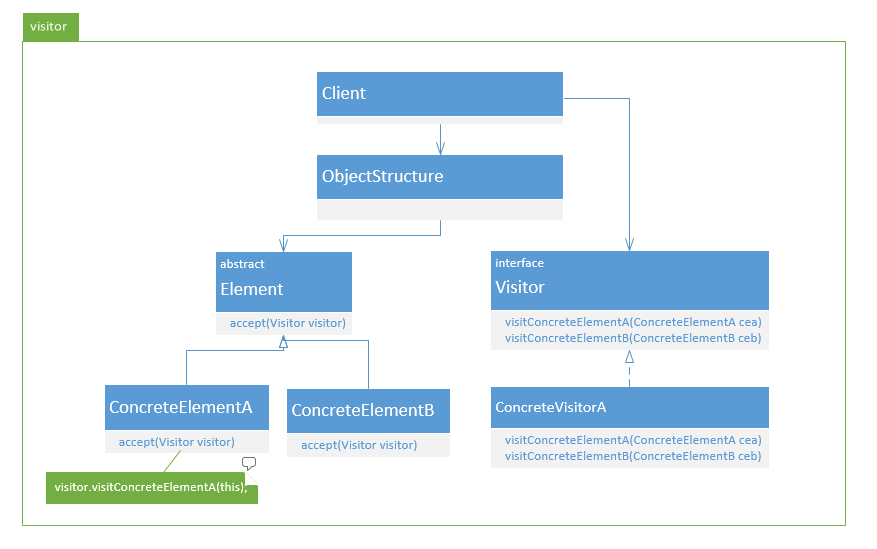 visitor
Client
ObjectStructure
abstract
Element
accept(Visitor visitor)
interface
Visitor
visitConcreteElementA(ConcreteElementA cea)
visitConcreteElementB(ConcreteElementB ceb)
ConcreteElementA
accept(Visitor visitor)
ConcreteElementB
accept(Visitor visitor)
ConcreteVisitorA
visitConcreteElementA(ConcreteElementA cea)
visitConcreteElementB(ConcreteElementB ceb)
visitor.visitConcreteElementA(this);